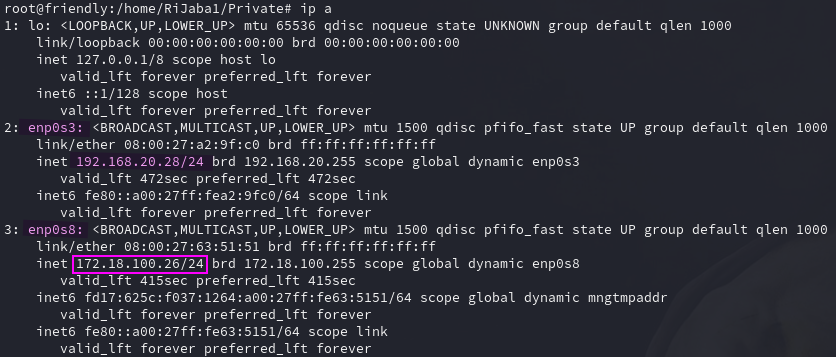 root@friendly:/home/RiJaba1/Private# ip a
1: lo: <LOOPBACK,UP,LOWER_UP> mtu 65536 qdisc noqueue state UNKNOWN group default qlen 1000
    link/loopback 00:00:00:00:00:00 brd 00:00:00:00:00:00
    inet 127.0.0.1/8 scope host lo
       valid_lft forever preferred_lft forever
    inet6 ::1/128 scope host
       valid_lft forever preferred_lft forever
2: enp0s3: <BROADCAST,MULTICAST,UP,LOWER_UP> mtu 1500 qdisc pfifo_fast state UP group default qlen 1000
    link/ether 08:00:27:a2:9f:c0 brd ff:ff:ff:ff:ff:ff
    inet 192.168.20.28/24 brd 192.168.20.255 scope global dynamic enp0s3
       valid_lft 472sec preferred_lft 472sec
    inet6 fe80::a00:27ff:fea2:9fc0/64 scope link
       valid_lft forever preferred_lft forever
3: enp0s8: <BROADCAST,MULTICAST,UP,LOWER_UP> mtu 1500 qdisc pfifo_fast state UP group default qlen 1000
    link/ether 08:00:27:63:51:51 brd ff:ff:ff:ff:ff:ff
    inet 172.18.100.26/24 brd 172.18.100.255 scope global dynamic enp0s8
       valid_lft 415sec preferred_lft 415sec
    inet6 fd17:625c:f037:1264:a00:27ff:fe63:5151/64 scope global dynamic mngtmpaddr
       valid_lft forever preferred_lft forever
    inet6 fe80::a00:27ff:fe63:5151/64 scope link
       valid_lft forever preferred_lft forever